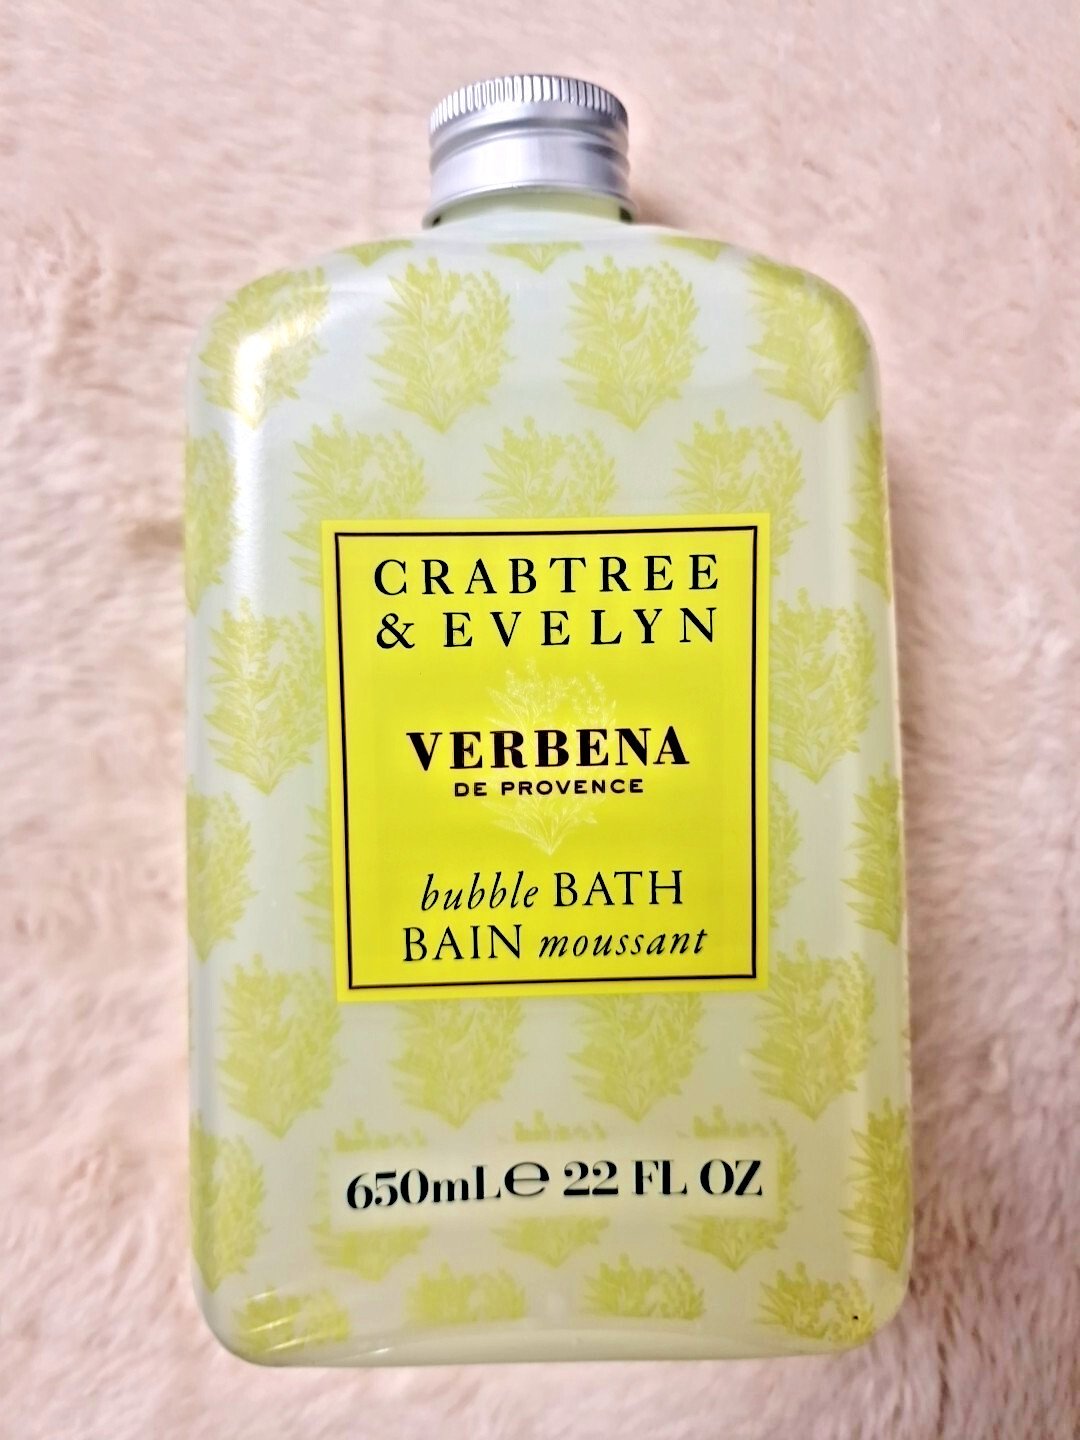 CRABTREE
& EVELYN
VERBENA
DE PROVENCE
bubble BATH
BAIN moussant
650mL℮ 22 FL OZ